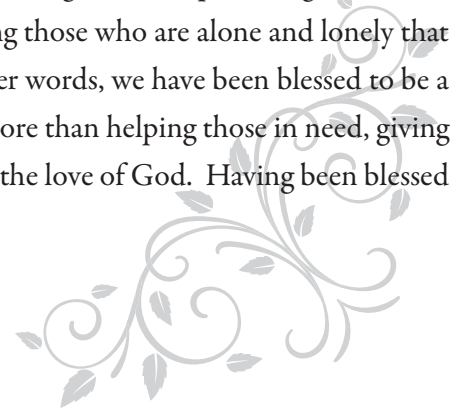 ng those who are alone and lonely that
er words, we have been blessed to be a
ore than helping those in need, giving
the love of God. Having been blessed